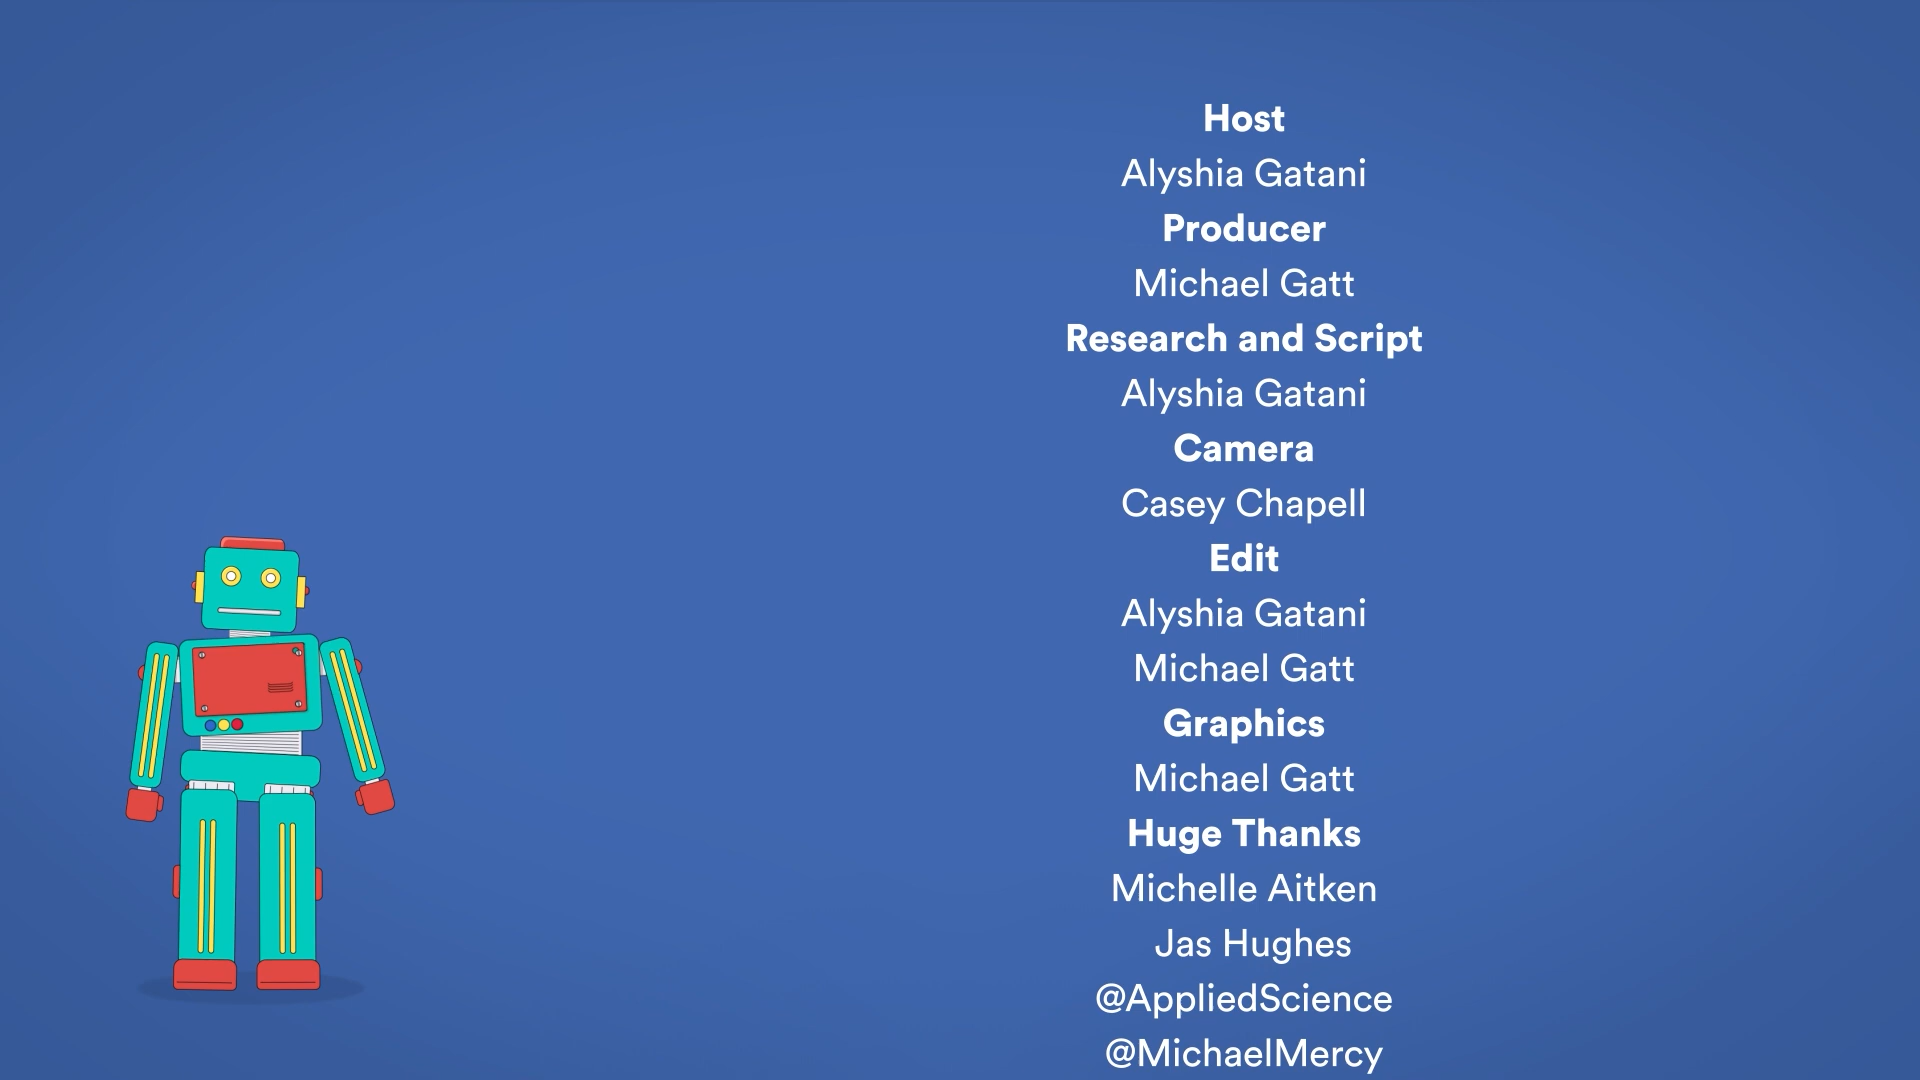 Host
Alyshia Gatani
Producer
Michael Gatt
Research and Script
Alyshia Gatani
Camera
Casey Chapell
Edit
Alyshia Gatani
Michael Gatt
Graphics
Michael Gatt
Huge Thanks
Michelle Aitken
Jas Hughes
@AppliedScience
@MichaelMercy